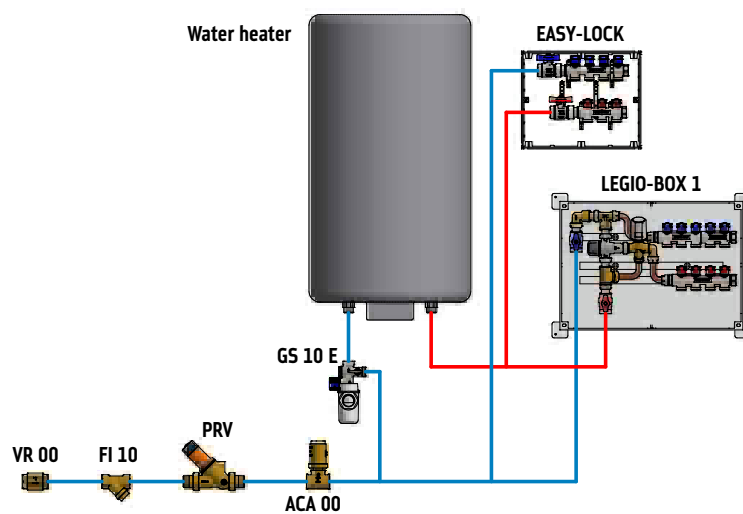 Water heater
EASY-LOCK
LEGIO-BOX 1
GS 10 E
PRV
VR 00
FI 10
ACA 00